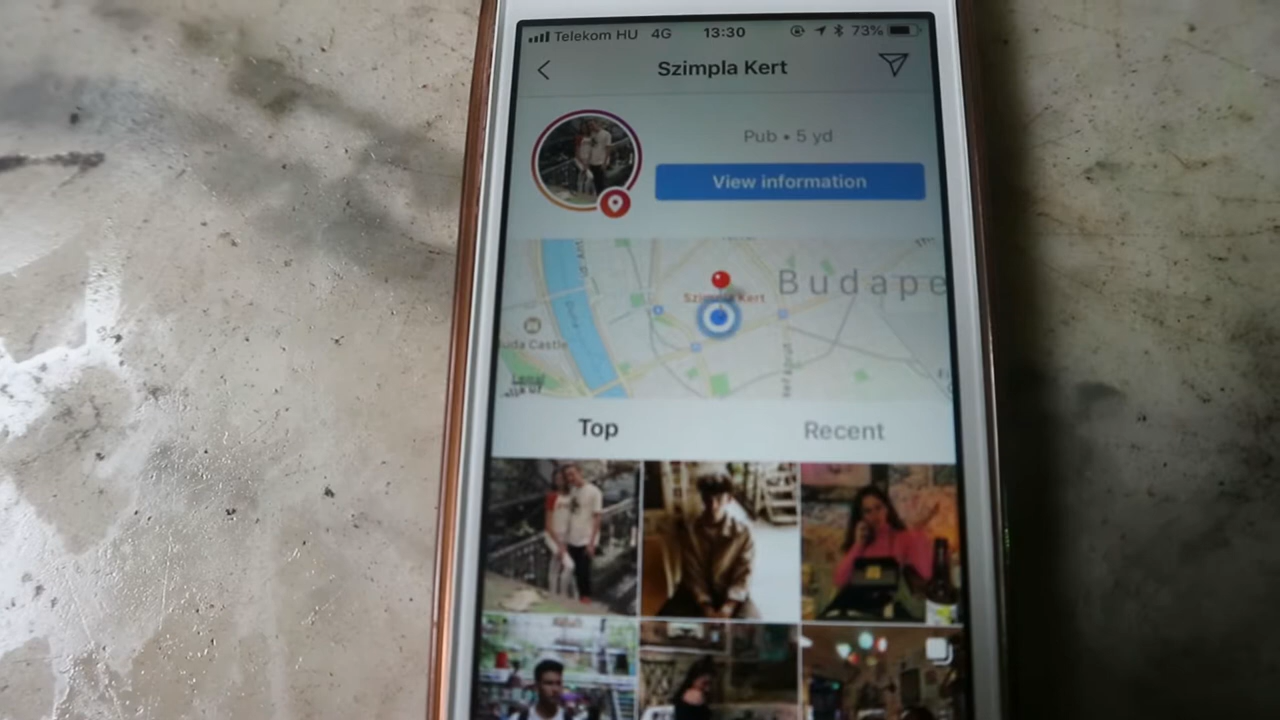 Telekom HU 4G 13:30 73%
Szimpla Kert
Pub • 5 yd
View information
Budape
Szimpla Kert
uda Castle
Top Recent